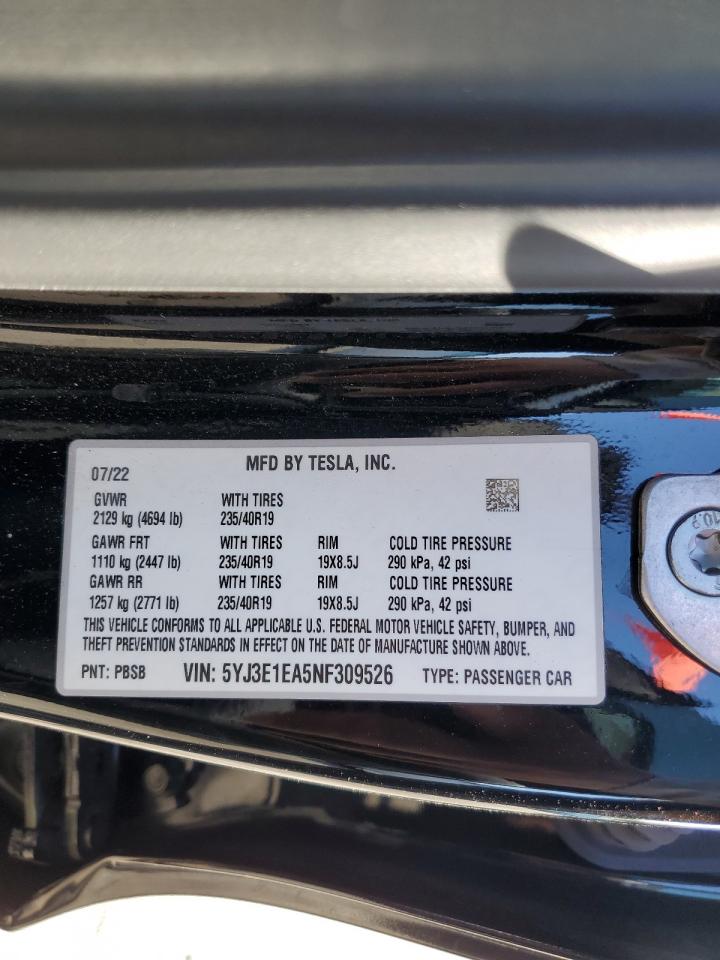 MFD BY TESLA, INC.
07/22
GVWR WITH TIRES
2129 kg (4694 lb) 235/40R19
GAWR FRT WITH TIRES RIM COLD TIRE PRESSURE
1110 kg (2447 lb) 235/40R19 19X8.5J 290 kPa, 42 psi
GAWR RR WITH TIRES RIM COLD TIRE PRESSURE
1257 kg (2771 lb) 235/40R19 19X8.5J 290 kPa, 42 psi
THIS VEHICLE CONFORMS TO ALL APPLICABLE U.S. FEDERAL MOTOR VEHICLE SAFETY, BUMPER, AND
THEFT PREVENTION STANDARDS IN EFFECT ON THE DATE OF MANUFACTURE SHOWN ABOVE.
PNT: PBSB VIN: 5YJ3E1EA5NF309526 TYPE: PASSENGER CAR